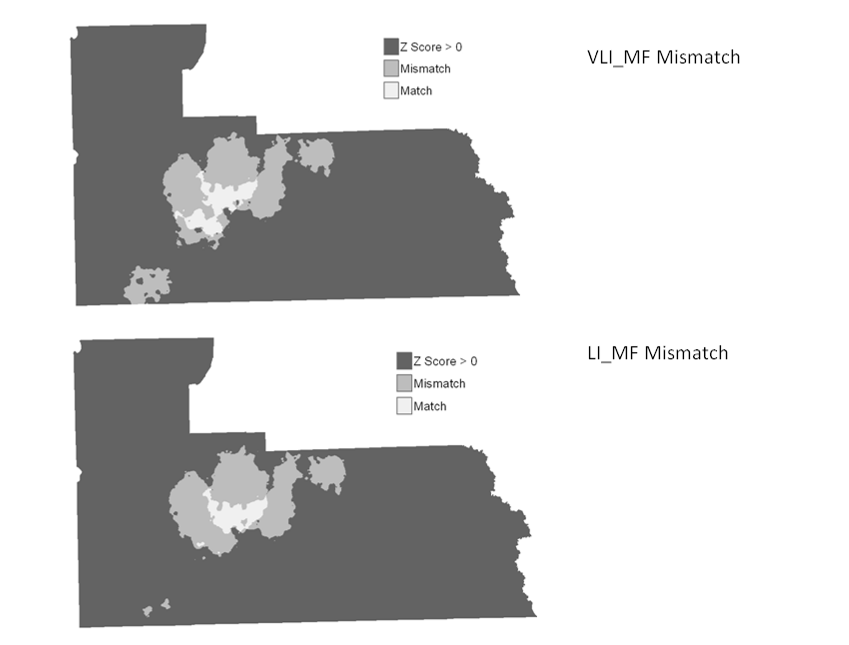 Z Score > 0
Mismatch
Match
VLI_MF Mismatch
Z Score > 0
Mismatch
Match
LI_MF Mismatch